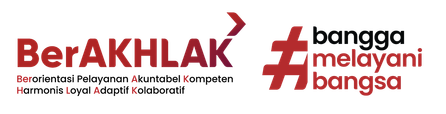 BerAKHLAK
Berorientasi Pelayanan Akuntabel Kompeten
Harmonis Loyal Adaptif Kolaboratif
#bangga
melayani
bangsa